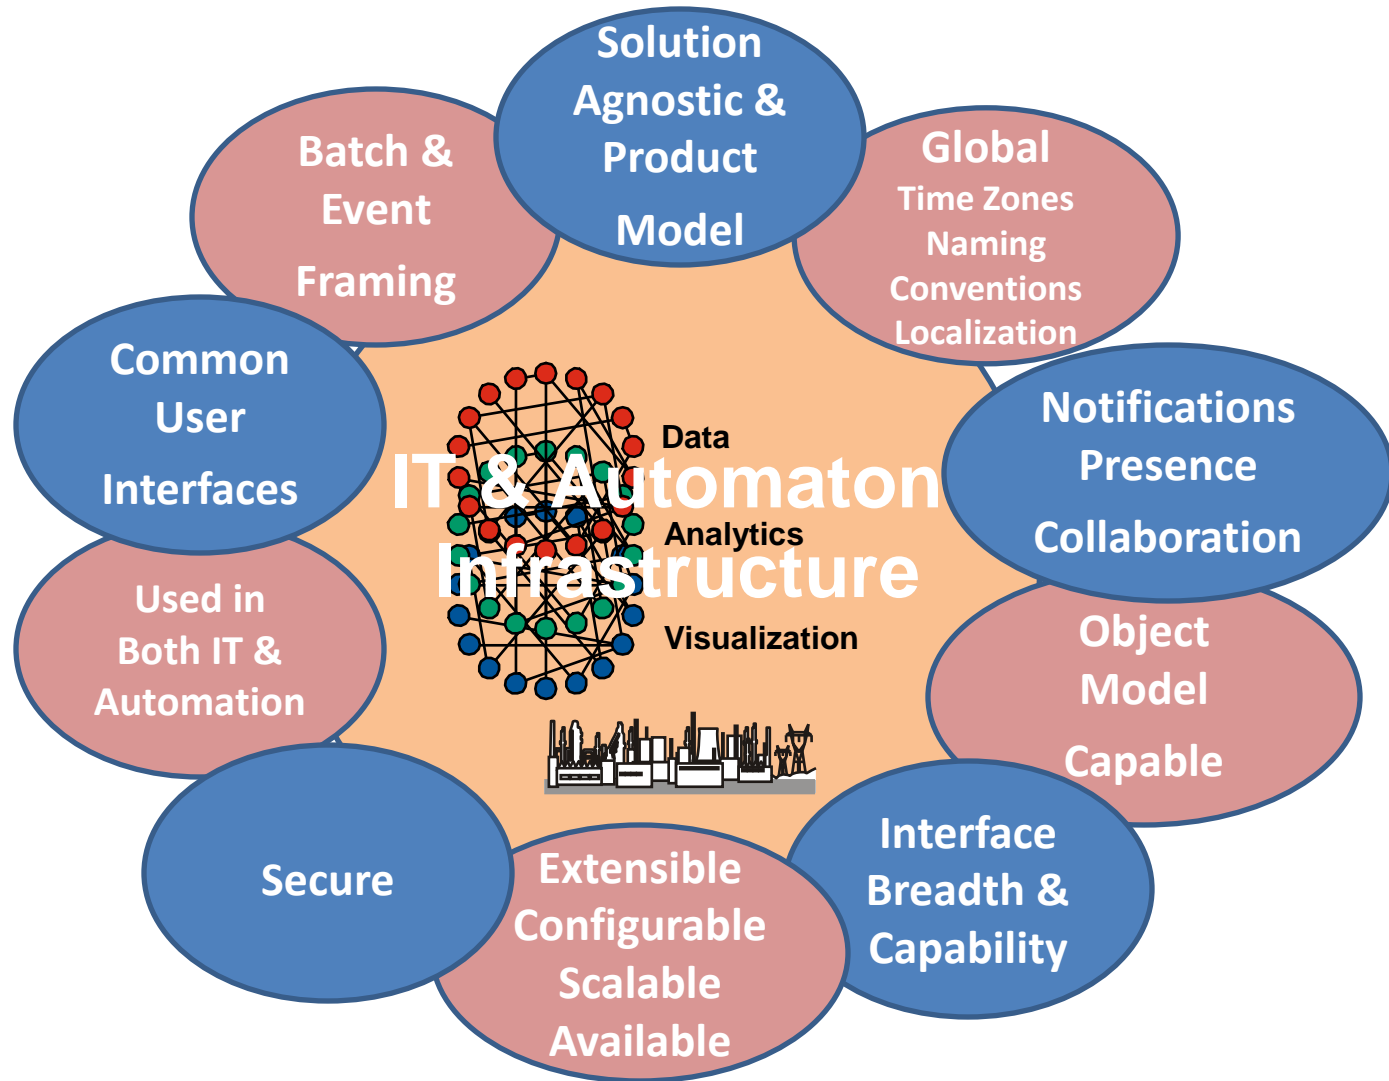 Solution
Agnostic &
Product
Model
Global
Time Zones
Naming
Conventions
Localization
Notifications
Presence
Collaboration
Object
Model
Capable
Interface
Breadth &
Capability
Extensible
Configurable
Scalable
Available
Secure
Used in
Both IT &
Automation
Common
User
Interfaces
Batch &
Event
Framing
IT & Automaton
Infrastructure
Data
Analytics
Visualization